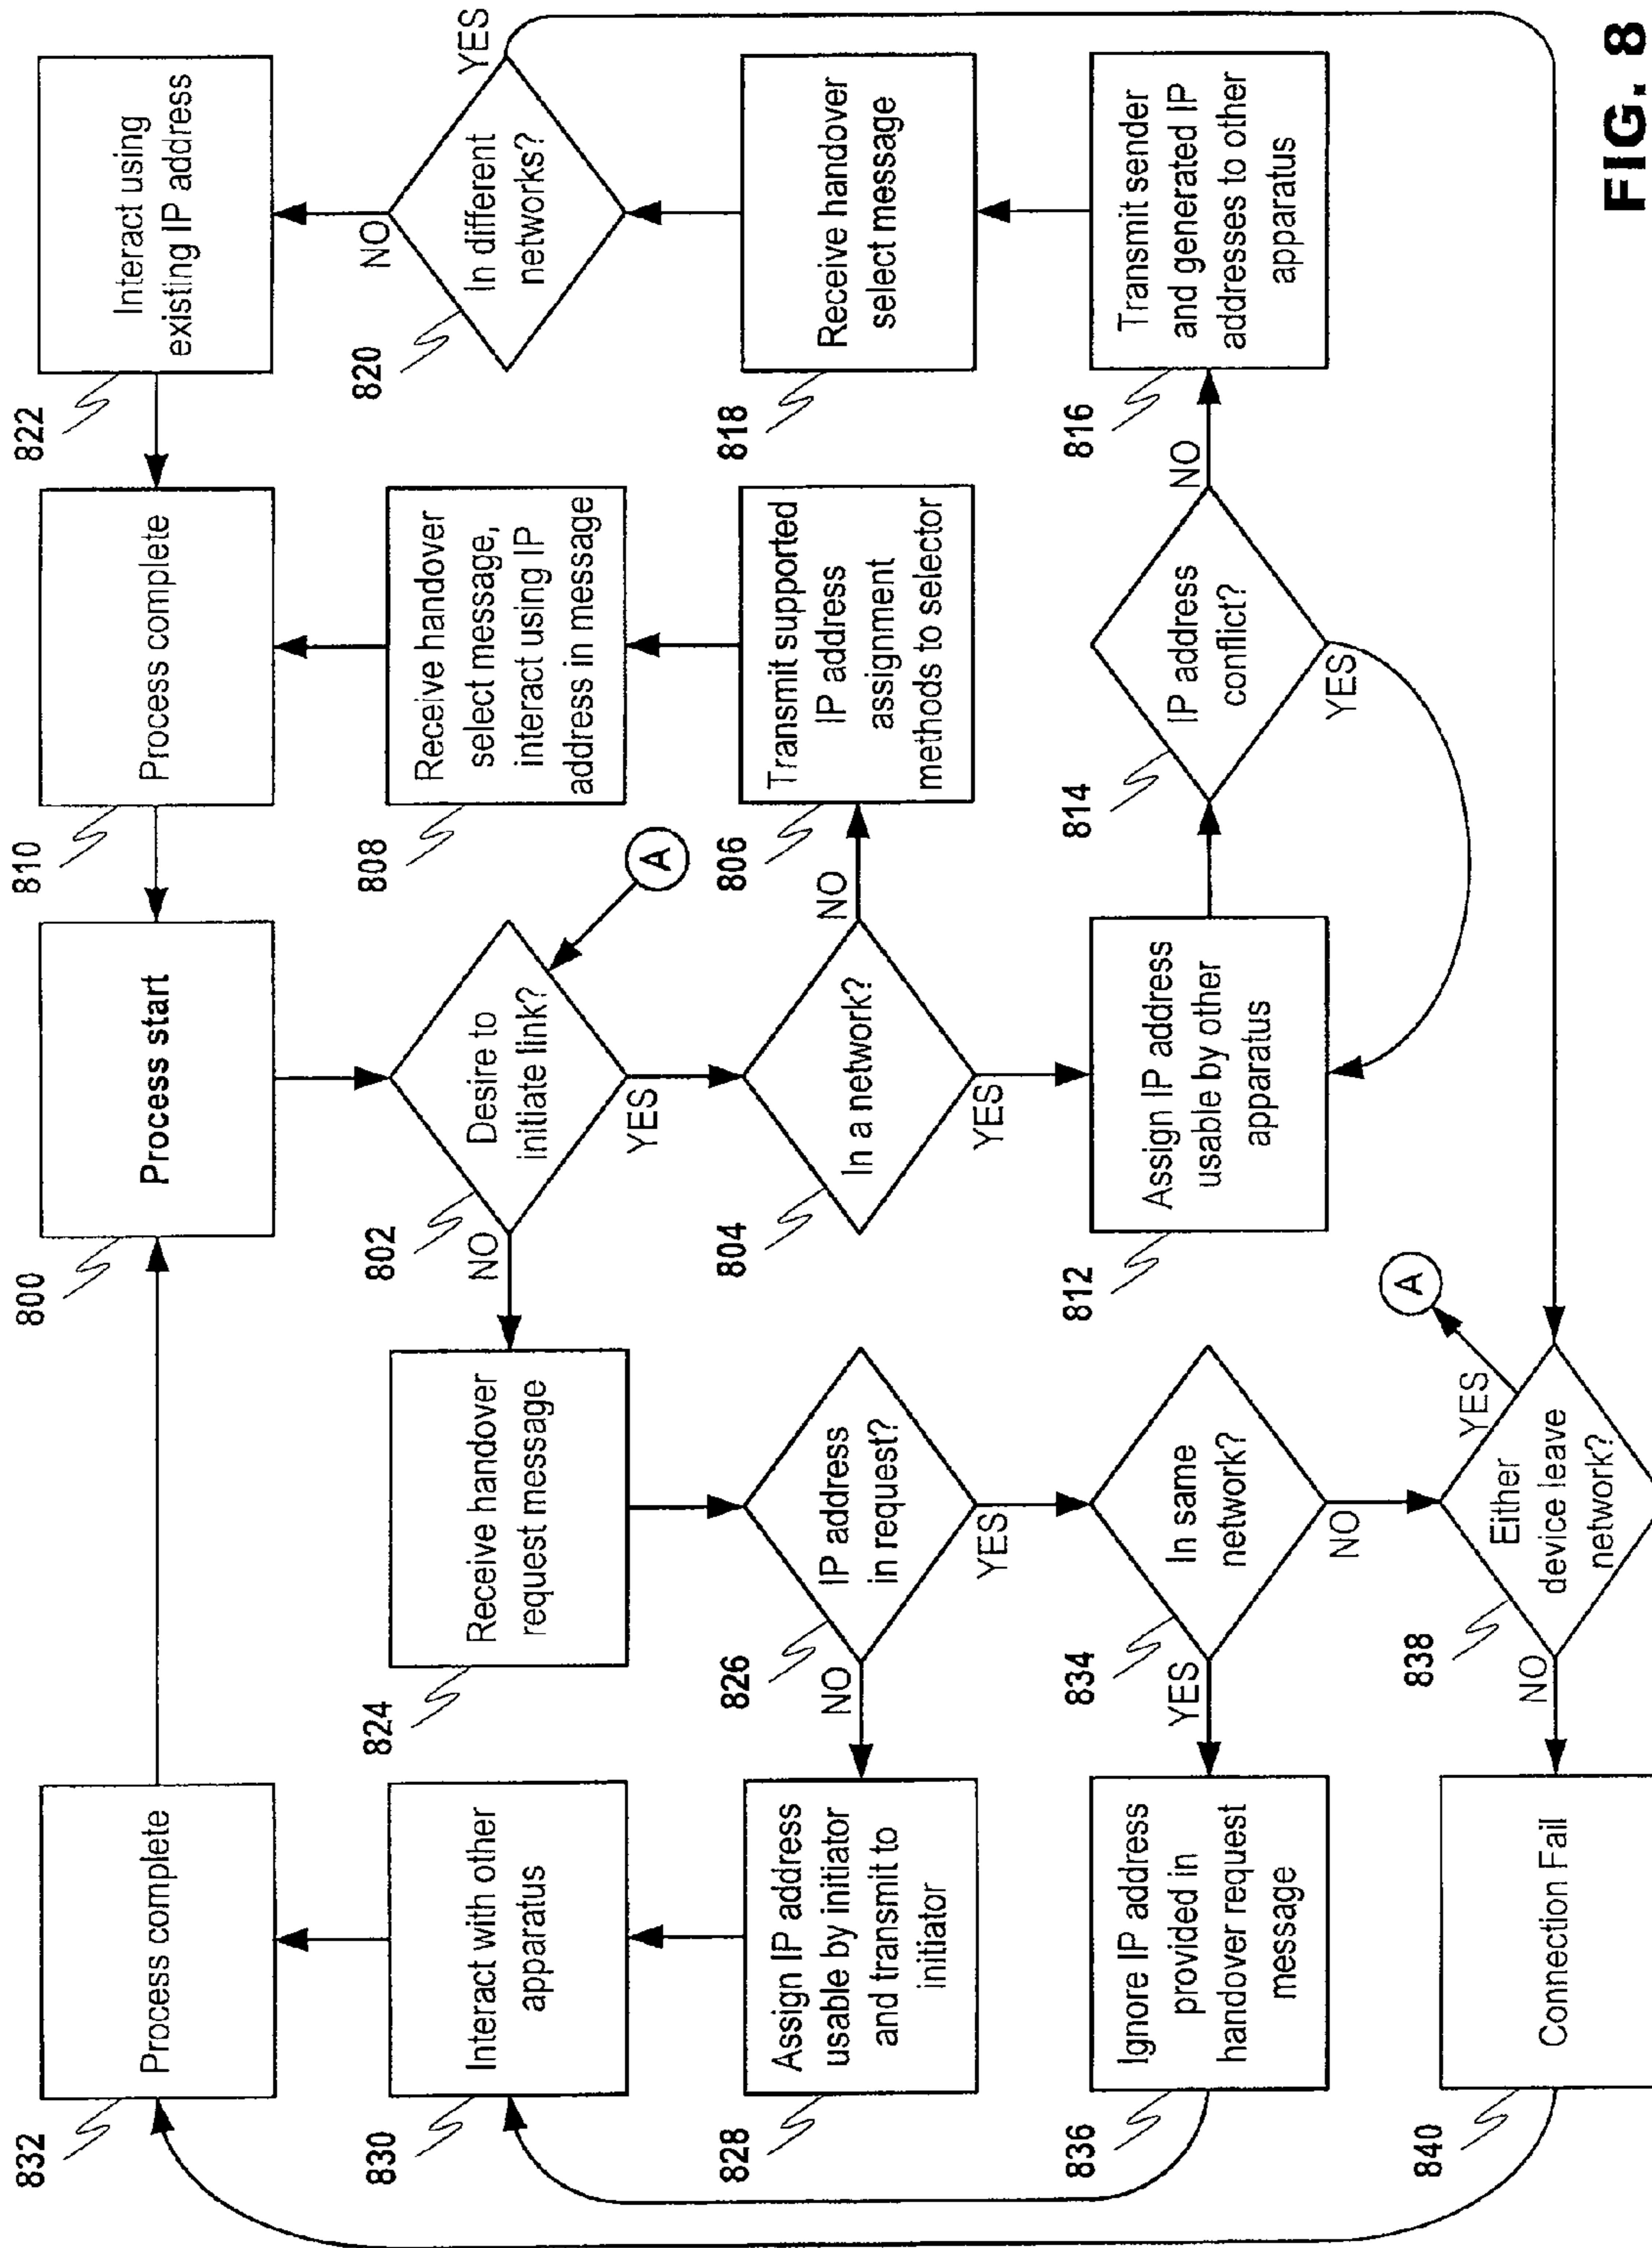 832
Process complete
800
Process start
810
Process complete
822
Interact using
existing IP address
830
Interact with other
apparatus
824
Receive handover
request message
NO
802
Desire to
initiate link?
YES
A
808
Receive handover
select message,
interact using IP
address in message
820
In different
networks?
NO
YES
828
Assign IP address
usable by initiator
and transmit to
initiator
826
IP address
in request?
NO
YES
804
In a network?
NO
YES
806
Transmit supported
IP address
assignment
methods to selector
818
Receive handover
select message
836
Ignore IP address
provided in
handover request
message
834
In same
network?
YES
NO
812
Assign IP address
usable by other
apparatus
814
IP address
conflict?
NO
YES
816
Transmit sender
and generated IP
addresses to other
apparatus
840
Connection Fail
838
Either
device leave
network?
NO
YES
A
FIG. 8